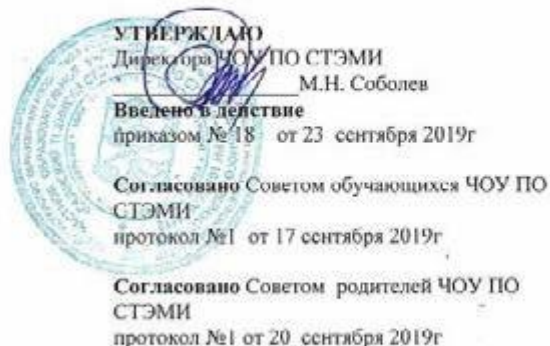 УТВЕРЖДАЮ
Директора ЧОУ ПО СТЭМИ
М.Н. Соболев
Введено в действие
приказом № 18 от 23 сентября 2019г
Согласовано Советом обучающихся ЧОУ ПО
СТЭМИ
протокол №1 от 17 сентября 2019г
Согласовано Советом родителей ЧОУ ПО
СТЭМИ
протокол №1 от 20 сентября 2019г